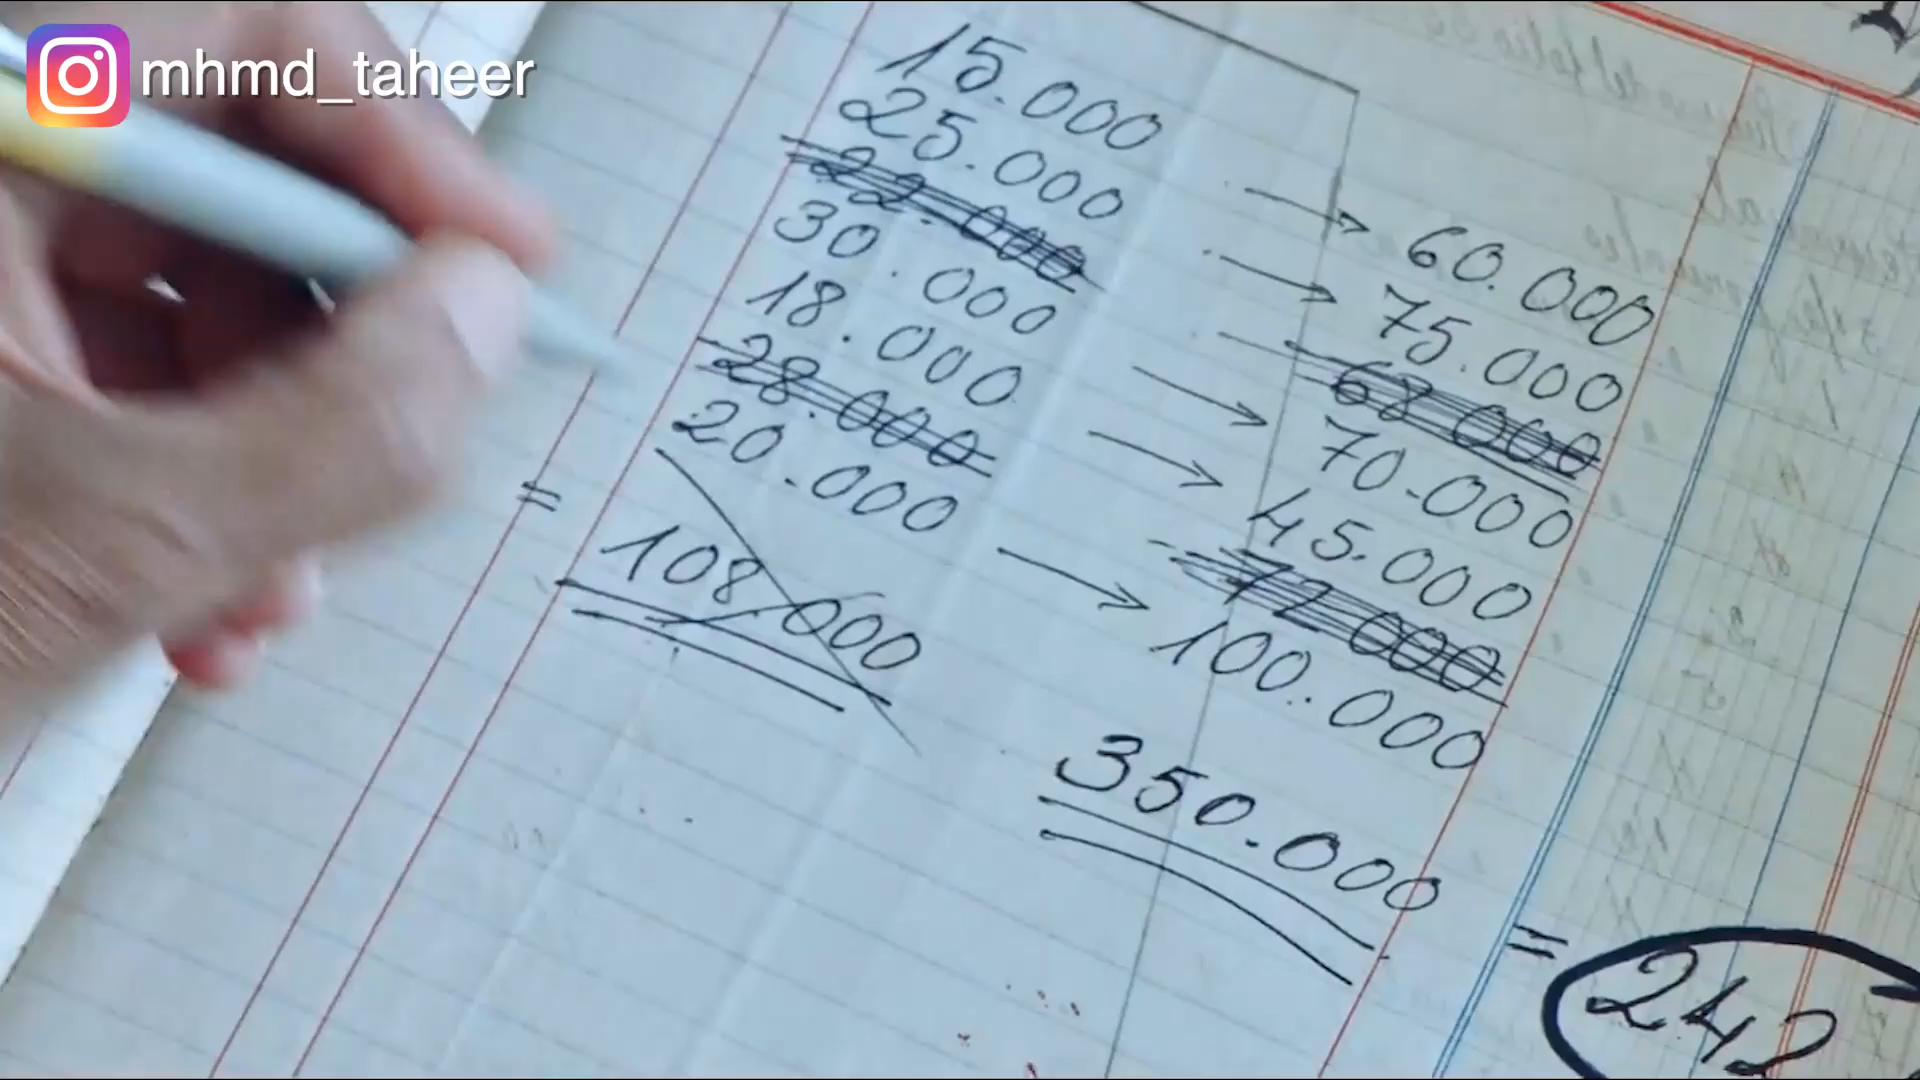 mhmd_taheer
15.000
25.000 → 60.000
22.000 → 75.000
30.000 68.000
18.000 → 70.000
28.000 → 45.000
20.000 72.000
→ 100.000
=
108.000
350.000
= 242